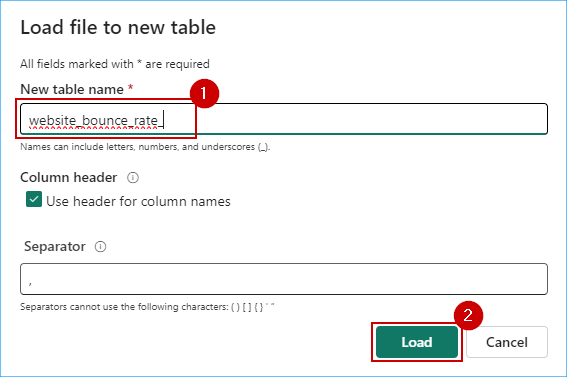 Load file to new table
All fields marked with * are required
New table name *
1
website_bounce_rate_
Names can include letters, numbers, and underscores (_).
Column header
Use header for column names
Separator
,
Separators cannot use the following characters: ( ) [ ] { } ' "
2
Load Cancel